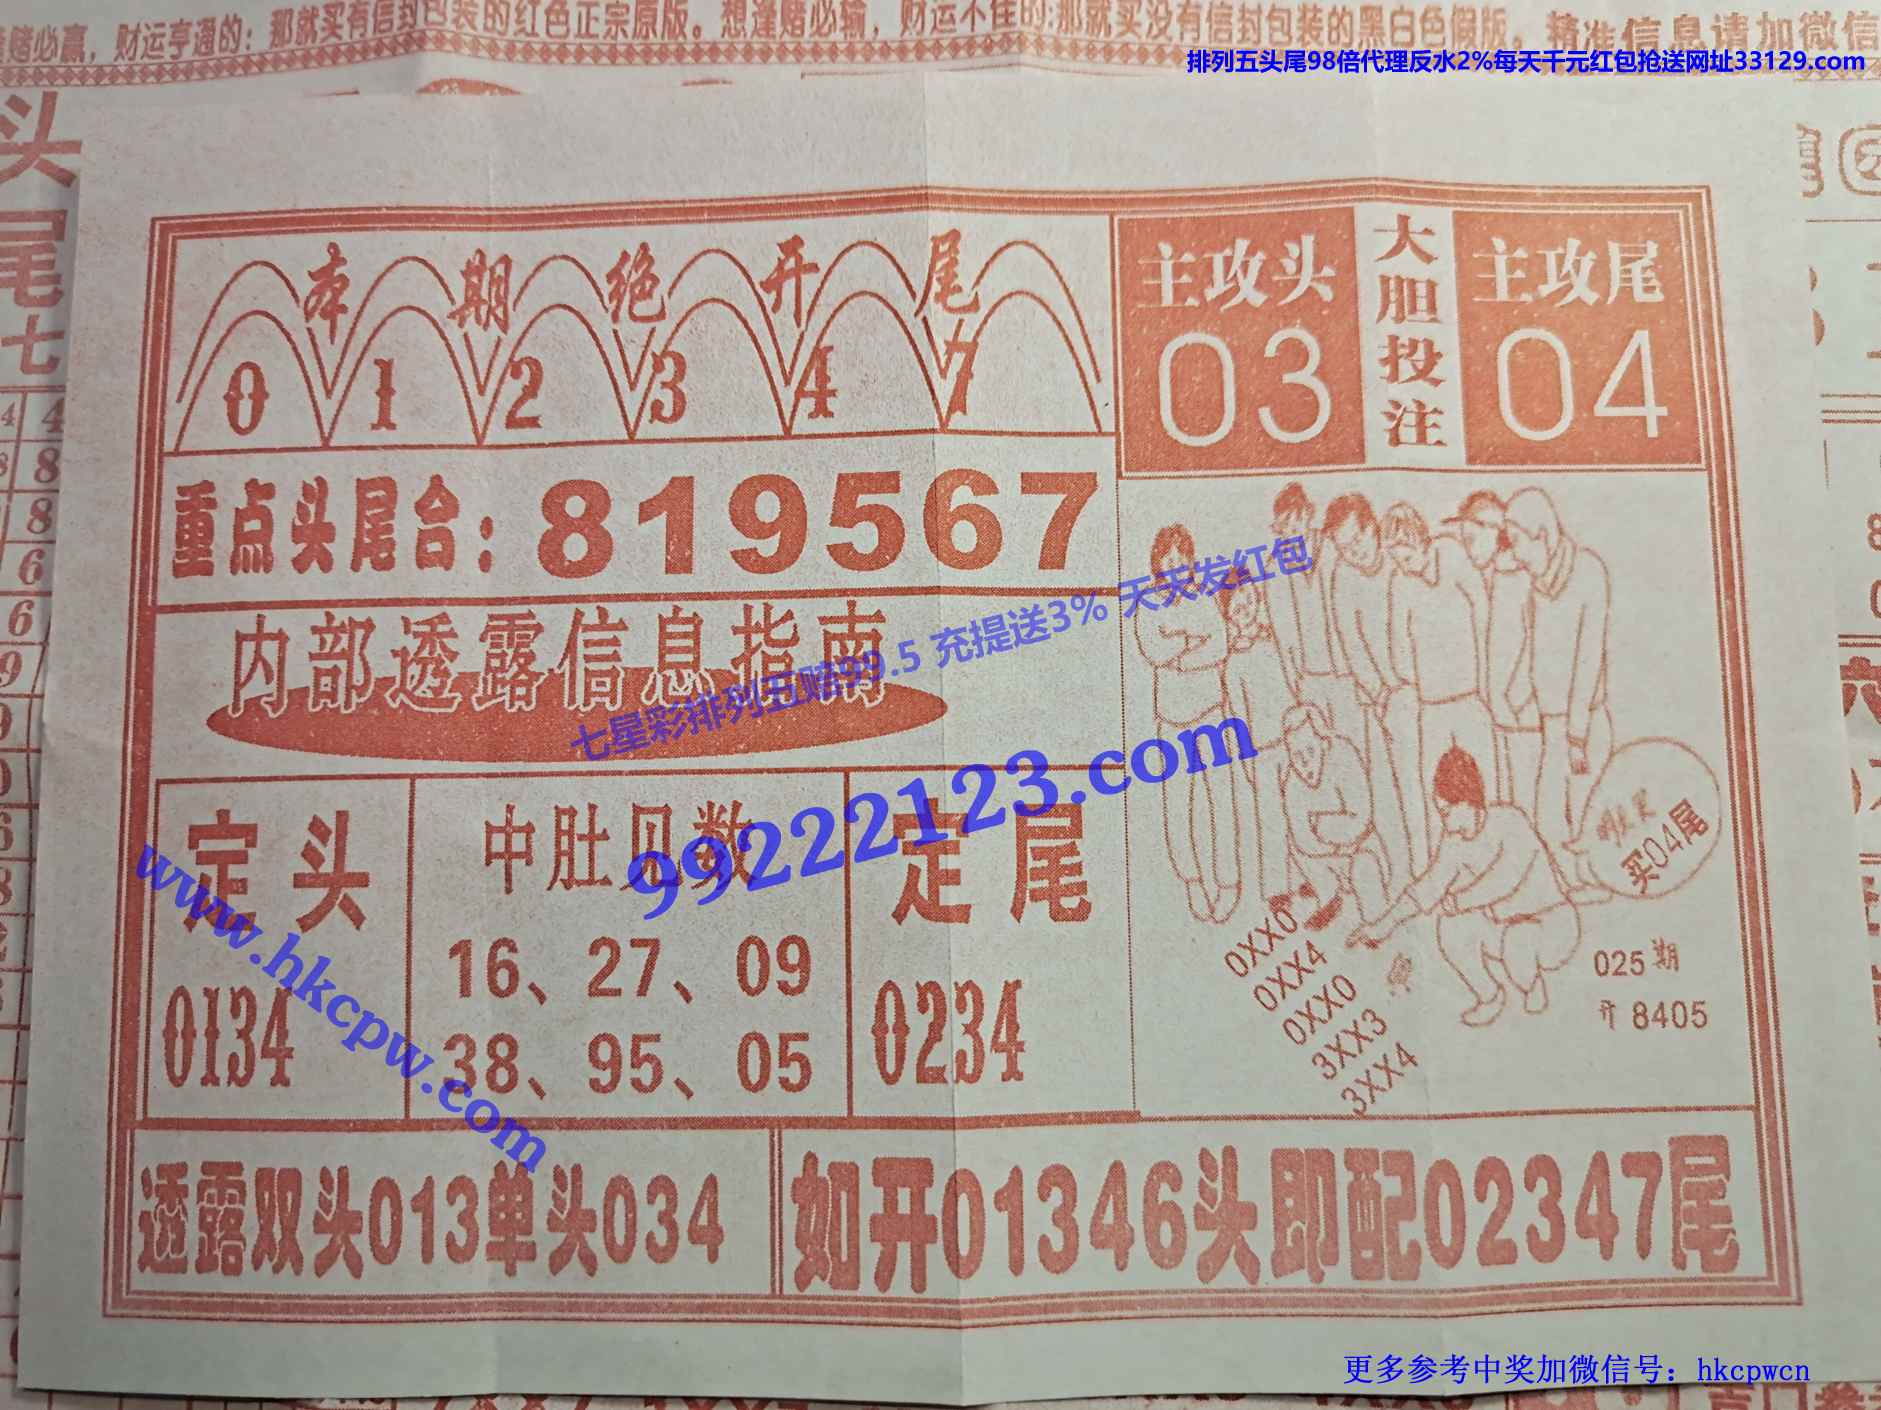 赌必赢，财运亨通的：那就买有信封包装的红色正宗原版。想逢赌必输，财运不佳的:那就买没有信封包装的黑白色假版。精准信息请加微信
排列五头尾98倍代理反水2%每天千元红包抢送网址33129.com
头
尾
七
本期绝开尾
0 1 2 3 4 7
主攻头
03
大胆投注
主攻尾
04
重点头尾合：819567
内部透露信息指南
七星彩排列五赔99.5 充提送3% 天天发红包
99222123.com
www.hkcpw.com
定头
0134
中肚见数
16、27、09
38、95、05
定尾
0234
买04尾
0XX0
0XX4
0XX0
3XX3
3XX4
025期
开8405
透露双头013单头034
如开01346头即配02347尾
更多参考中奖加微信号：hkcpwcn